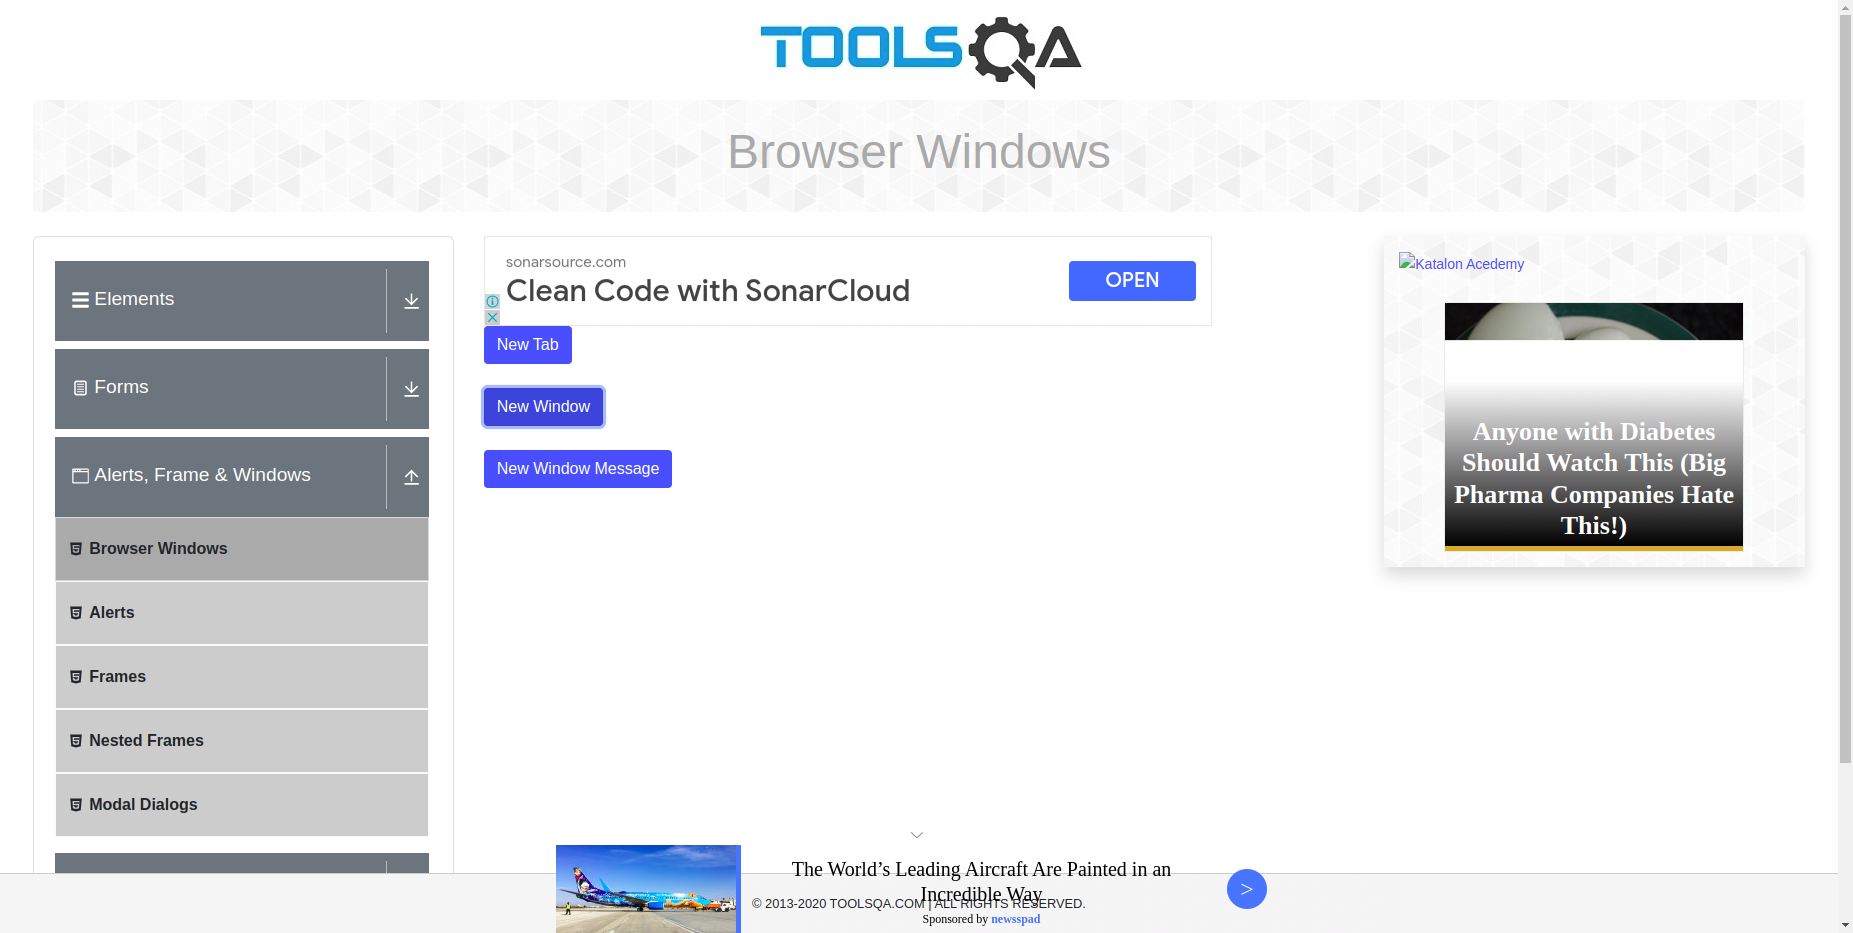 TOOLSQA
Browser Windows
Elements
Forms
Alerts, Frame & Windows
Browser Windows
Alerts
Frames
Nested Frames
Modal Dialogs
sonarsource.com
Clean Code with SonarCloud
OPEN
New Tab
New Window
New Window Message
Katalon Acedemy
Anyone with Diabetes
Should Watch This (Big
Pharma Companies Hate
This!)
The World’s Leading Aircraft Are Painted in an
Incredible Way
© 2013-2020 TOOLSQA.COM | ALL RIGHTS RESERVED.
Sponsored by newsspad
>